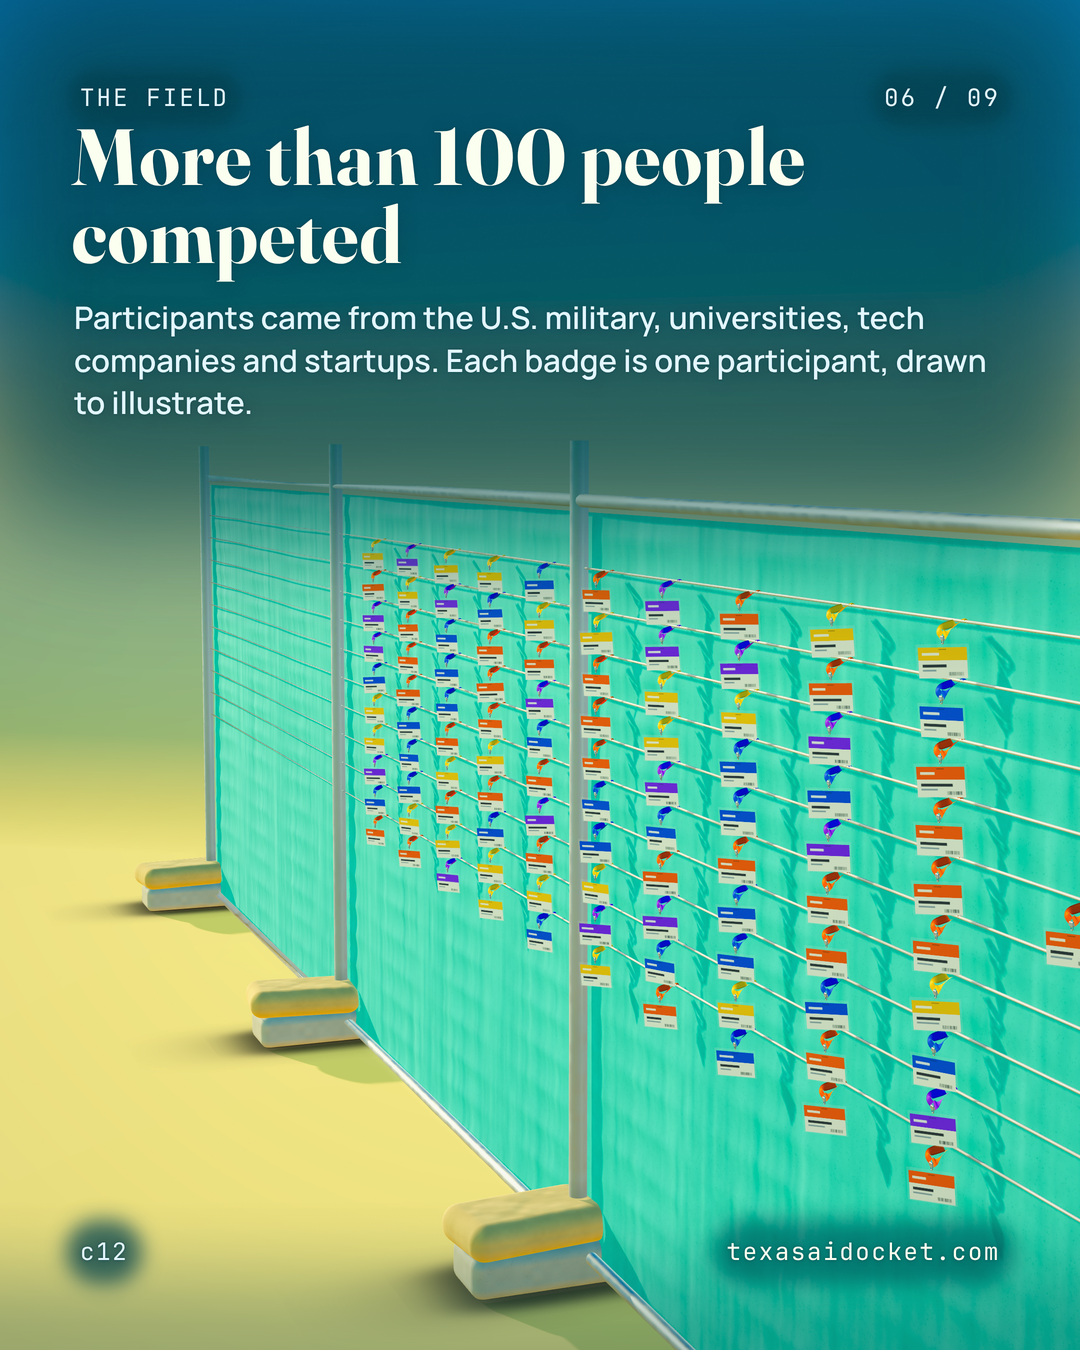 THE FIELD
06 / 09
More than 100 people
competed
Participants came from the U.S. military, universities, tech
companies and startups. Each badge is one participant, drawn
to illustrate.
c12
texasaidocket.com